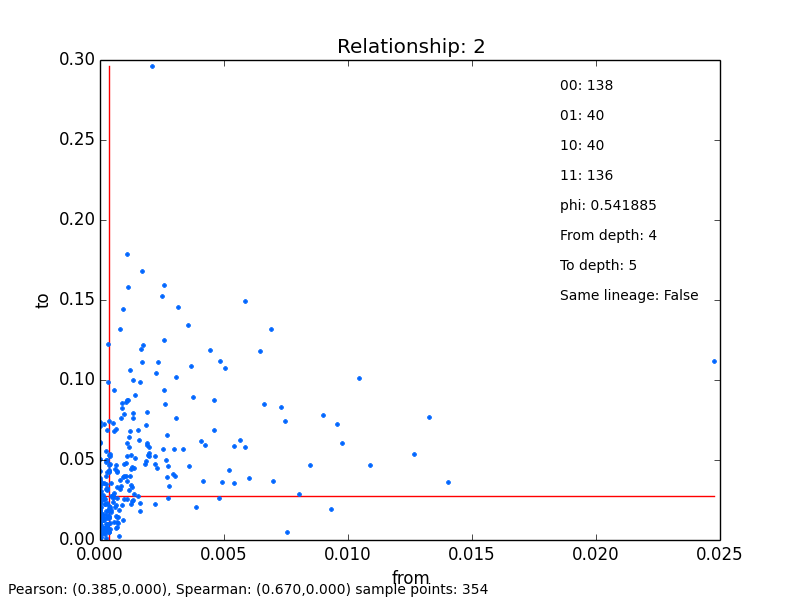 Relationship: 2
0.30
0.25
0.20
0.15
0.10
0.05
0.00
to
00: 138
01: 40
10: 40
11: 136
phi: 0.541885
From depth: 4
To depth: 5
Same lineage: False
0.000 0.005 0.010 0.015 0.020 0.025
from
Pearson: (0.385,0.000), Spearman: (0.670,0.000) sample points: 354